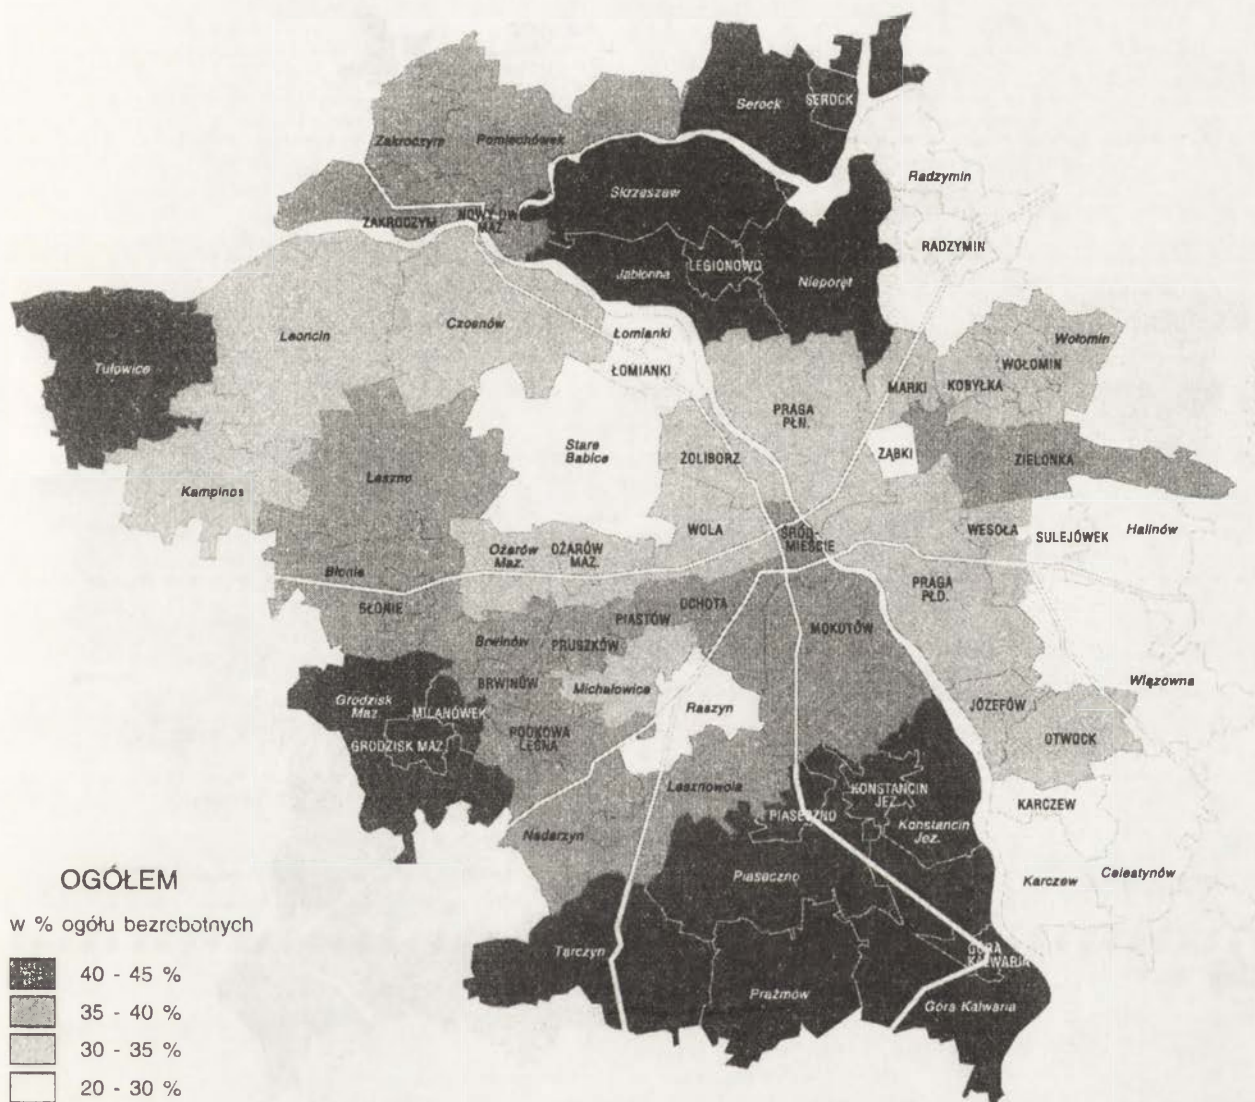 Serock
SEROCK
Zakroczym
Pomiechówek
Radzymin
Skrzeszew
ZAKROCZYM
NOWY DW.
MAZ.
RADZYMIN
LEGIONOWO
Jabłonna
Nieporęt
Leoncin
Czosnów
Łomianki
ŁOMIANKI
Wołomin
WOŁOMIN
Tułowice
MARKI
KOBYŁKA
PRAGA
PŁN.
Stare
Babice
ŻOLIBORZ
ZĄBKI
ZIELONKA
Leszno
Kampinos
WOLA
ŚRÓD-
MIEŚCIE
WESOŁA
SULEJÓWEK
Halinów
Ożarów
Maz.
OŻARÓW
MAZ.
Błonie
BŁONIE
PRAGA
PŁD.
OCHOTA
PIASTÓW
MOKOTÓW
Brwinów
PRUSZKÓW
BRWINÓW
Michałowice
Wiązowna
Grodzisk
Maz.
MILANÓWEK
Raszyn
JÓZEFÓW
PODKOWA
LEŚNA
OTWOCK
GRODZISK MAZ.
Lesznowola
KONSTANCIN
JEZ.
KARCZEW
PIASECZNO
Konstancin
Jez.
Nadarzyn
Piaseczno
Karczew
Celestynów
OGÓŁEM
w % ogółu bezrobotnych
Tarczyn
GÓRA
KALWARIA
Prażmów
Góra Kalwaria
40 - 45 %
35 - 40 %
30 - 35 %
20 - 30 %